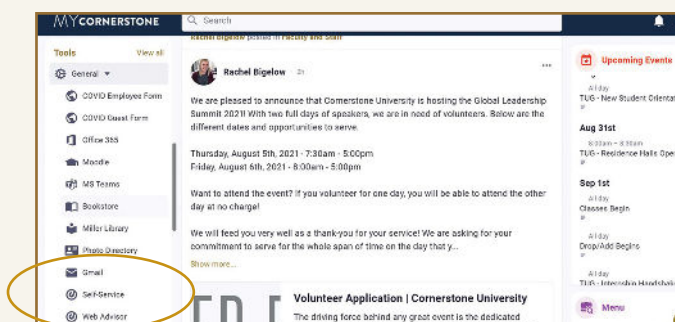 MYCORNERSTONE
Search
Tools
View all
General
COVID Employee Form
COVID Guest Form
Office 365
Moodle
MS Teams
Bookstore
Miller Library
Photo Directory
Gmail
Self-Service
Web Advisor
Rachel Bigelow posted in Faculty and Staff
Rachel Bigelow
We are pleased to announce that Cornerstone University is hosting the Global Leadership
Summit 2021! With two full days of speakers, we are in need of volunteers. Below are the
different dates and opportunities to serve.
Thursday, August 5th, 2021 - 7:30am - 5:00pm
Friday, August 6th, 2021 - 8:00am - 5:00pm
Want to attend the event? If you volunteer for one day, you will be able to attend the other
day at no charge!
We will feed you very well as a thank-you for your service! We are asking for your
commitment to serve for the whole span of time on the day that y...
Show more...
Volunteer Application | Cornerstone University
The driving force behind any great event is the dedicated
Upcoming Events
All day
TUG - New Student Orientat
Aug 31st
TUG - Residence Halls Ope
Sep 1st
All day
Classes Begin
All day
Drop/Add Begins
All day
TUG - Internship Handshake
Menu